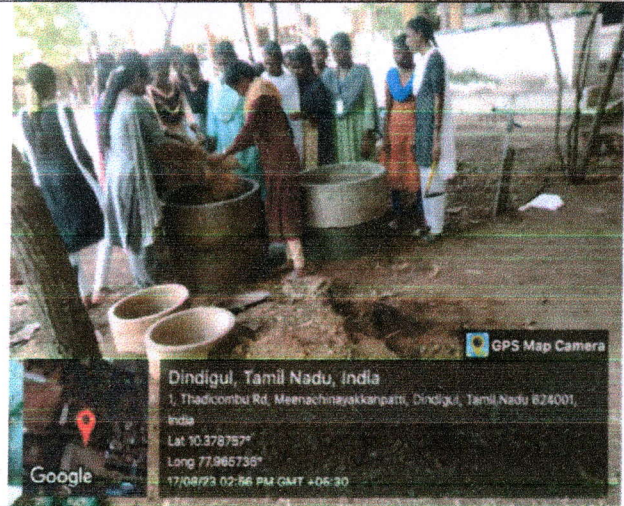 GPS Map Camera
Dindigul, Tamil Nadu, India
1, Thadicombu Rd, Meenachinayakkanpatti, Dindigul, Tamil Nadu 624001,
India
Lat 10.378757°
Long 77.965736°
17/08/23 02:56 PM GMT +05:30
Google